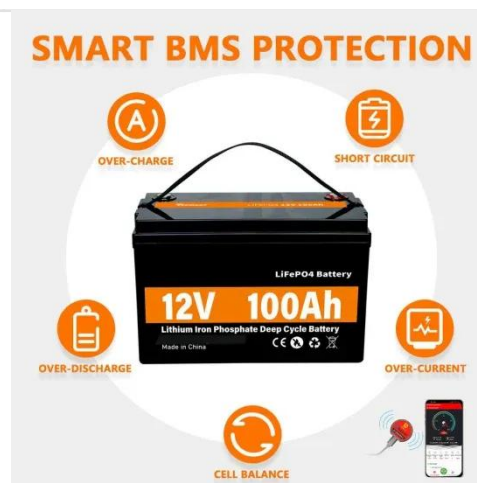 SMART BMS PROTECTION
OVER-CHARGE
SHORT CIRCUIT
LiFePO4 Battery
12V 100Ah
Lithium Iron Phosphate Deep Cycle Battery
Made in China
CE
OVER-DISCHARGE
OVER-CURRENT
CELL BALANCE